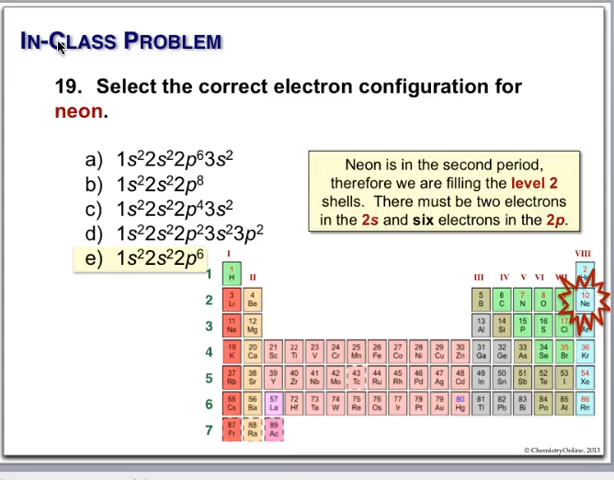 IN-CLASS PROBLEM
19. Select the correct electron configuration for
neon.
a) 1s²2s²2p⁶3s²
b) 1s²2s²2p⁸
c) 1s²2s²2p⁴3s²
d) 1s²2s²2p²3s²3p²
e) 1s²2s²2p⁶
Neon is in the second period,
therefore we are filling the level 2
shells. There must be two electrons
in the 2s and six electrons in the 2p.
I VIII
1 1 H II III IV V VI 2
2 3 Li 4 Be 5 B 6 C 7 N 8 O 10 Ne
3 11 Na 12 Mg 13 Al 14 Si 15 P 16 S 17
4 19 K 20 Ca 21 Sc 22 Ti 23 V 24 Cr 25 Mn 26 Fe 27 Co 28 Ni 29 Cu 30 Zn 31 Ga 32 Ge 33 As 34 Se 35 Br 36 Kr
5 37 Rb 38 Sr 39 Y 40 Zr 41 Nb 42 Mo 43 Tc 44 Ru 45 Rh 46 Pd 47 Ag 48 Cd 49 In 50 Sn 51 Sb 52 Te 53 I 54 Xe
6 55 Cs 56 Ba 57 La 72 Hf 73 Ta 74 W 75 Re 76 Os 77 Ir 78 Pt 79 Au 80 Hg 81 Tl 82 Pb 83 Bi 84 Po 85 At 86 Rn
7 87 Fr 88 Ra 89 Ac
© ChemistryOnline, 2013